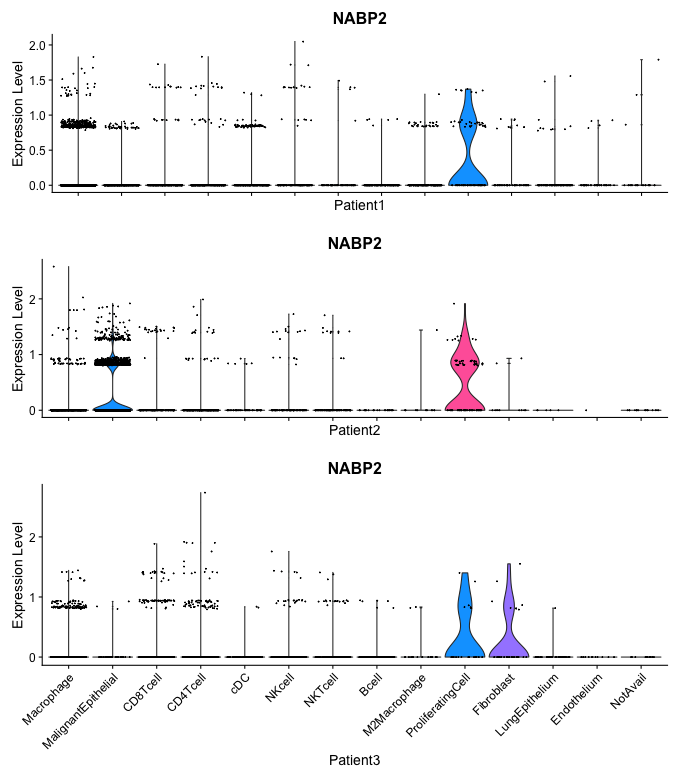 NABP2
Expression Level
2.0
1.5
1.0
0.5
0.0
Patient1
NABP2
Expression Level
2
1
0
Patient2
NABP2
Expression Level
2
1
0
Macrophage
MalignantEpithelial
CD8Tcell
CD4Tcell
cDC
NKcell
NKTcell
Bcell
M2Macrophage
ProliferatingCell
Fibroblast
LungEpithelium
Endothelium
NotAvail
Patient3